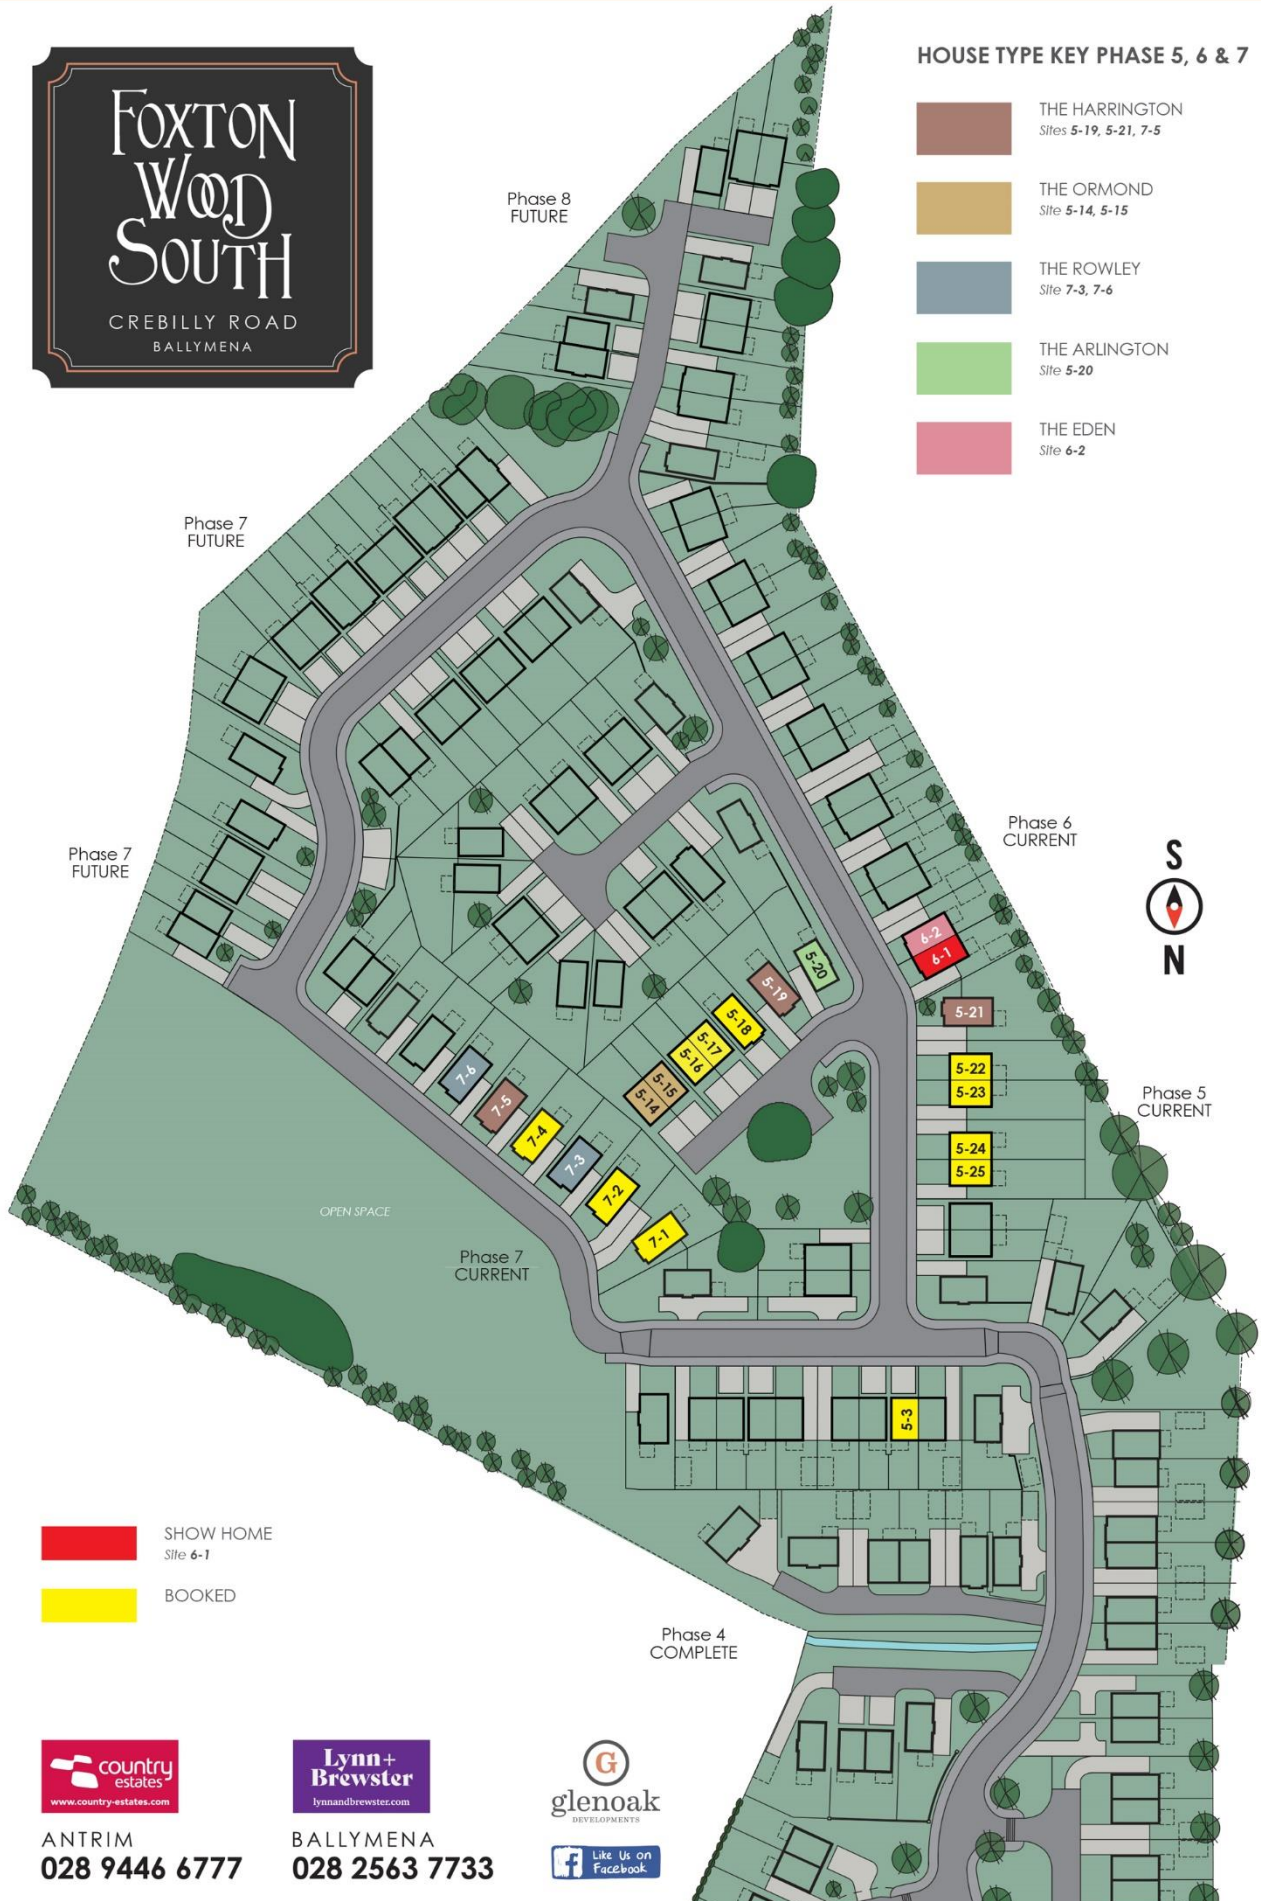 FOXTON
WOOD
SOUTH
CREBILLY ROAD
BALLYMENA
HOUSE TYPE KEY PHASE 5, 6 & 7
THE HARRINGTON
Sites 5-19, 5-21, 7-5
THE ORMOND
Site 5-14, 5-15
THE ROWLEY
Site 7-3, 7-6
THE ARLINGTON
Site 5-20
THE EDEN
Site 6-2
Phase 8
FUTURE
Phase 7
FUTURE
Phase 7
FUTURE
Phase 6
CURRENT
S
N
6-2
6-1
5-20
5-19
5-21
5-18
5-17
5-16
5-15
5-14
5-22
5-23
5-24
5-25
Phase 5
CURRENT
7-6
7-5
7-4
7-3
7-2
7-1
OPEN SPACE
Phase 7
CURRENT
5-3
SHOW HOME
Site 6-1
BOOKED
Phase 4
COMPLETE
country
estates
www.country-estates.com
ANTRIM
028 9446 6777
Lynn+
Brewster
lynnandbrewster.com
BALLYMENA
028 2563 7733
G
glenoak
DEVELOPMENTS
f
Like Us on
Facebook